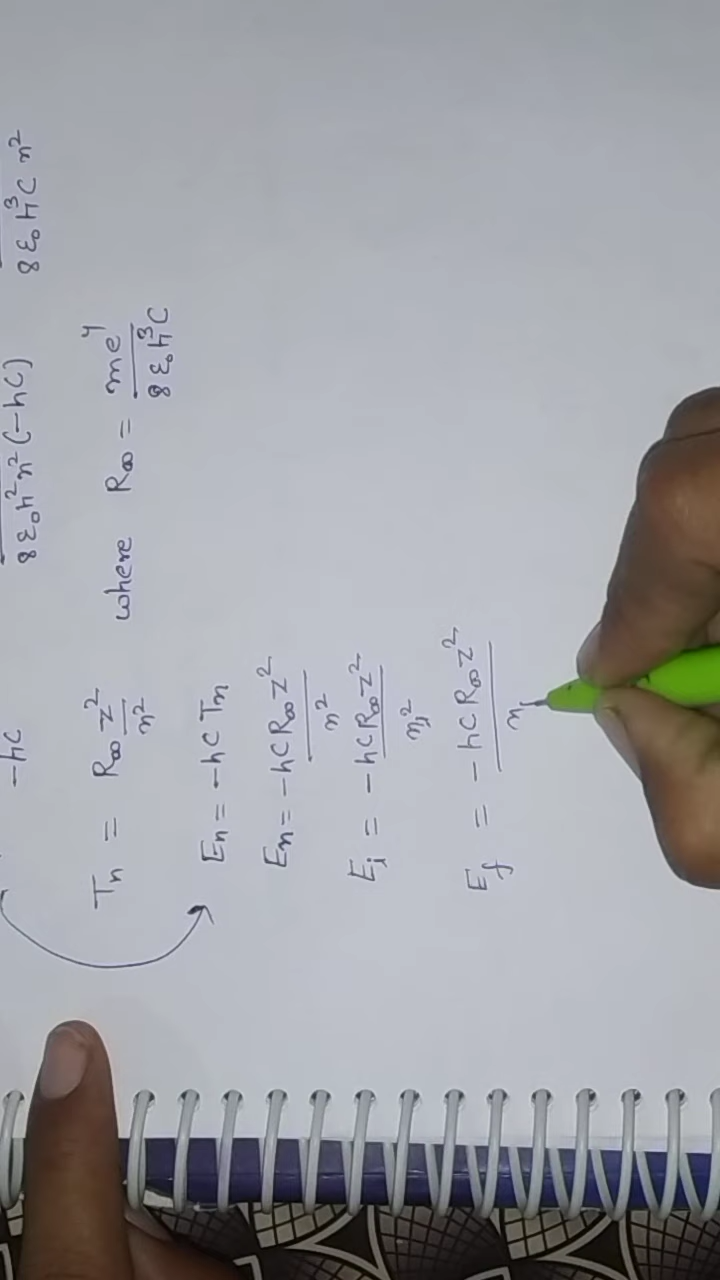 -hc 8ε₀h²n²(-hc) 8ε₀h³C n²
Tn = R∞ z²/n² where R∞ = me⁴/8ε₀h³C
En = -hc Tn
En = -hCR∞z²/n²
Ei = -hCR∞z²/ni²
Ef = -hCR∞z²/n